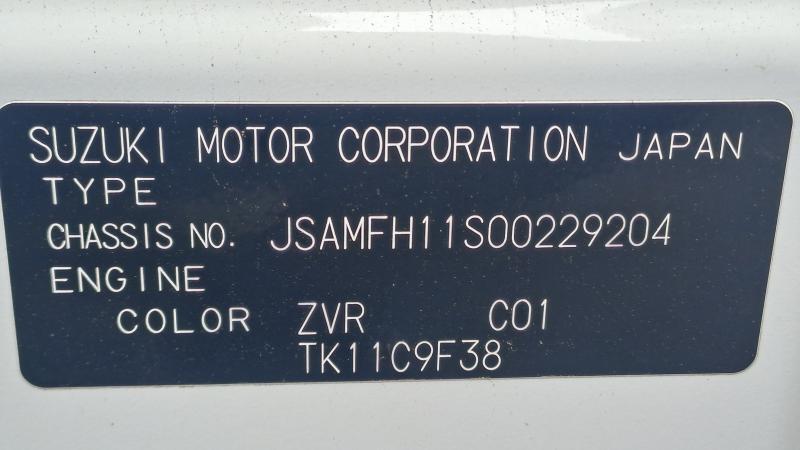 SUZUKI MOTOR CORPORATION JAPAN
TYPE
CHASSIS NO. JSAMFH11S00229204
ENGINE
COLOR ZVR C01
TK11C9F38